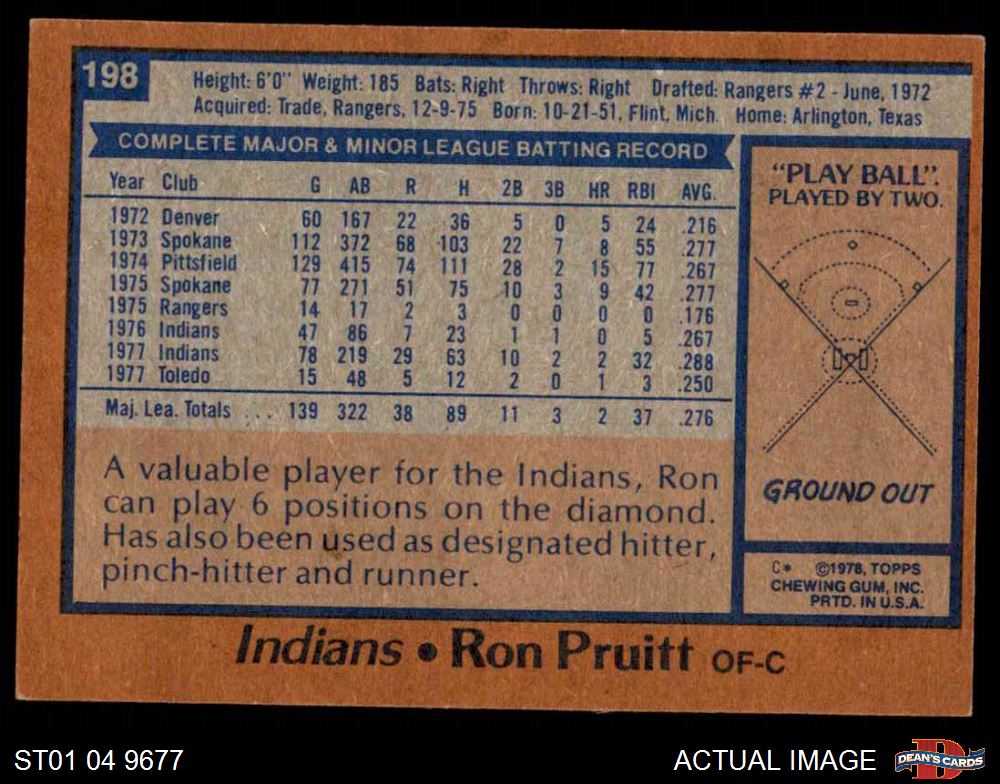 198
Height: 6'0" Weight: 185 Bats: Right Throws: Right Drafted: Rangers #2 - June, 1972
Acquired: Trade, Rangers, 12-9-75 Born: 10-21-51, Flint, Mich. Home: Arlington, Texas
COMPLETE MAJOR & MINOR LEAGUE BATTING RECORD
Year Club G AB R H 2B 3B HR RBI AVG.
1972 Denver 60 167 22 36 5 0 5 24 .216
1973 Spokane 112 372 68 103 22 7 8 55 .277
1974 Pittsfield 129 415 74 111 28 2 15 77 .267
1975 Spokane 77 271 51 75 10 3 9 42 .277
1975 Rangers 14 17 2 3 0 0 0 0 .176
1976 Indians 47 86 7 23 1 1 0 5 .267
1977 Indians 78 219 29 63 10 2 2 32 .288
1977 Toledo 15 48 5 12 2 0 1 3 .250
Maj. Lea. Totals ... 139 322 38 89 11 3 2 37 .276
A valuable player for the Indians, Ron
can play 6 positions on the diamond.
Has also been used as designated hitter,
pinch-hitter and runner.
"PLAY BALL".
PLAYED BY TWO.
GROUND OUT
C* ©1978, TOPPS
CHEWING GUM, INC.
PRTD. IN U.S.A.
Indians • Ron Pruitt OF-C
ST01 04 9677
ACTUAL IMAGE
D
DEAN'S CARDS